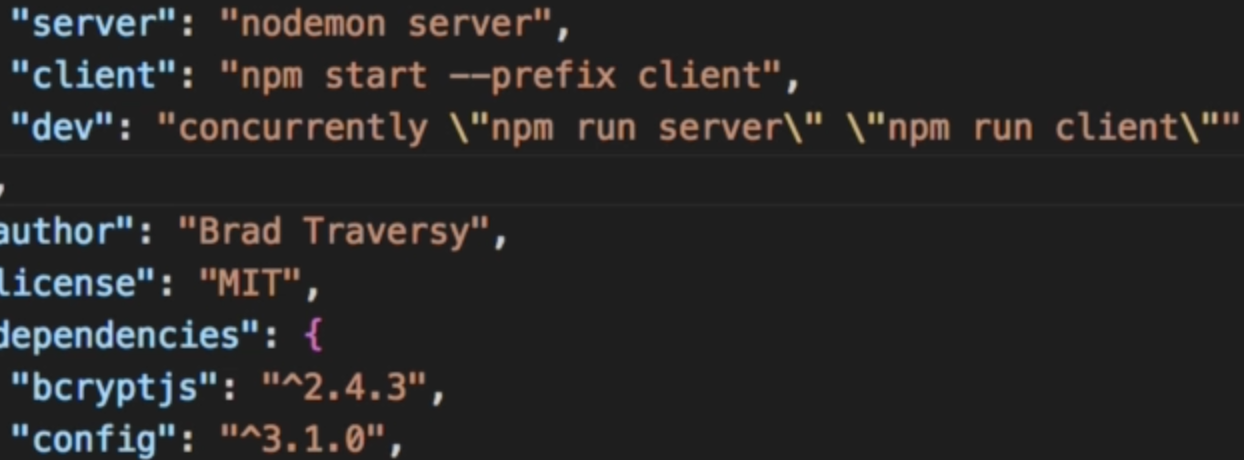 "server": "nodemon server",
"client": "npm start --prefix client",
"dev": "concurrently \"npm run server\" \"npm run client\""
,
author": "Brad Traversy",
license": "MIT",
dependencies": {
"bcryptjs": "^2.4.3",
"config": "^3.1.0",